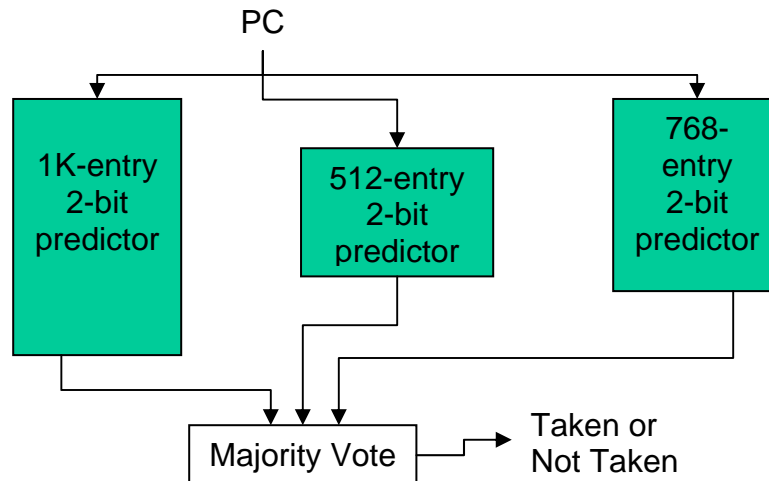 PC
1K-entry
2-bit
predictor
512-entry
2-bit
predictor
768-
entry
2-bit
predictor
Majority Vote
Taken or
Not Taken